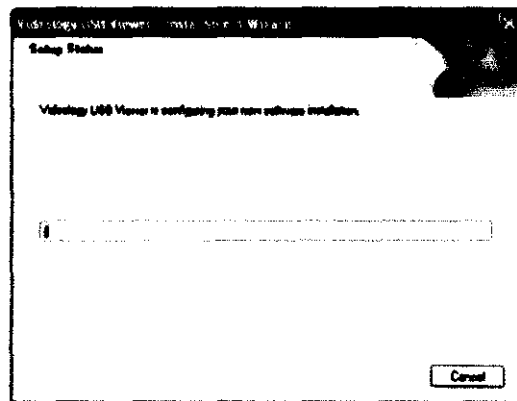 Videology USB Viewer - InstallShield Wizard
Setup Status
Videology USB Viewer is configuring your new software installation.
Cancel